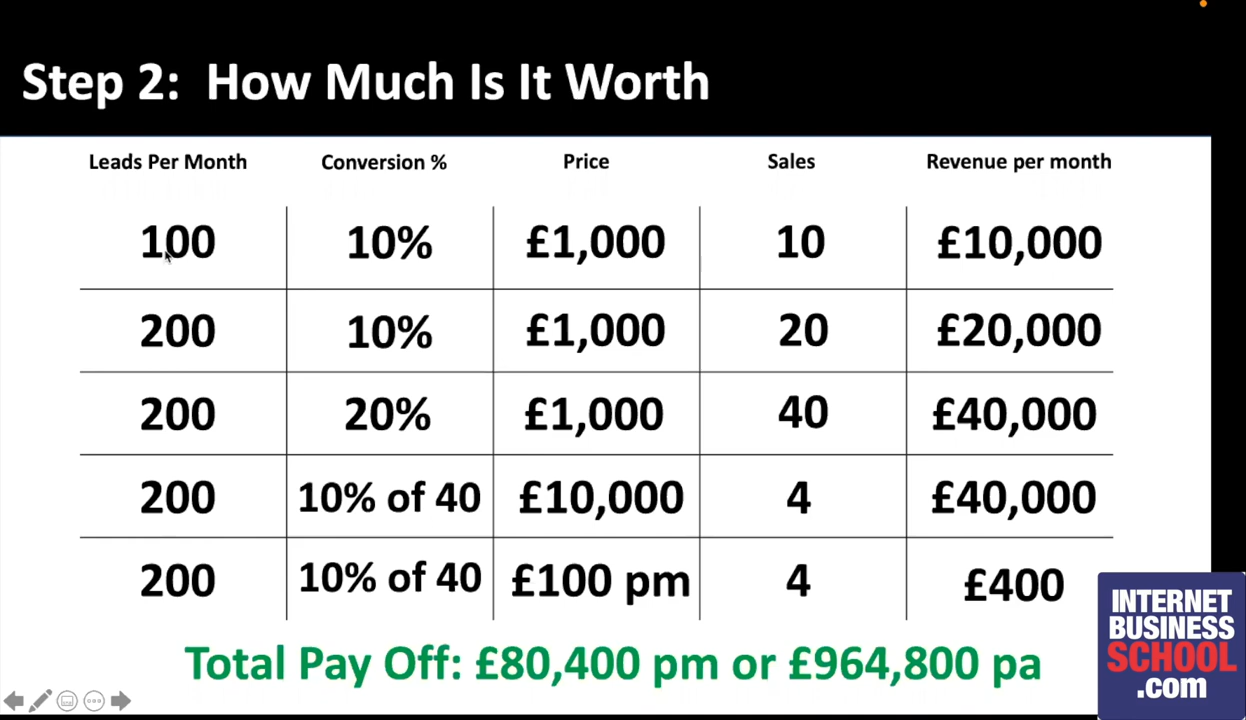 Step 2: How Much Is It Worth
Leads Per Month Conversion % Price Sales Revenue per month
100 10% £1,000 10 £10,000
200 10% £1,000 20 £20,000
200 20% £1,000 40 £40,000
200 10% of 40 £10,000 4 £40,000
200 10% of 40 £100 pm 4 £400
Total Pay Off: £80,400 pm or £964,800 pa
INTERNET
BUSINESS
SCHOOL
.com